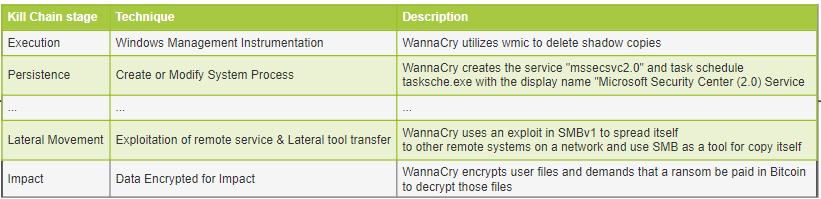 Kill Chain stage Technique Description
Execution Windows Management Instrumentation WannaCry utilizes wmic to delete shadow copies
Persistence Create or Modify System Process WannaCry creates the service "mssecsvc2.0" and task schedule
tasksche.exe with the display name "Microsoft Security Center (2.0) Service
... ... ...
Lateral Movement Exploitation of remote service & Lateral tool transfer WannaCry uses an exploit in SMBv1 to spread itself
to other remote systems on a network and use SMB as a tool for copy itself
Impact Data Encrypted for Impact WannaCry encrypts user files and demands that a ransom be paid in Bitcoin
to decrypt those files